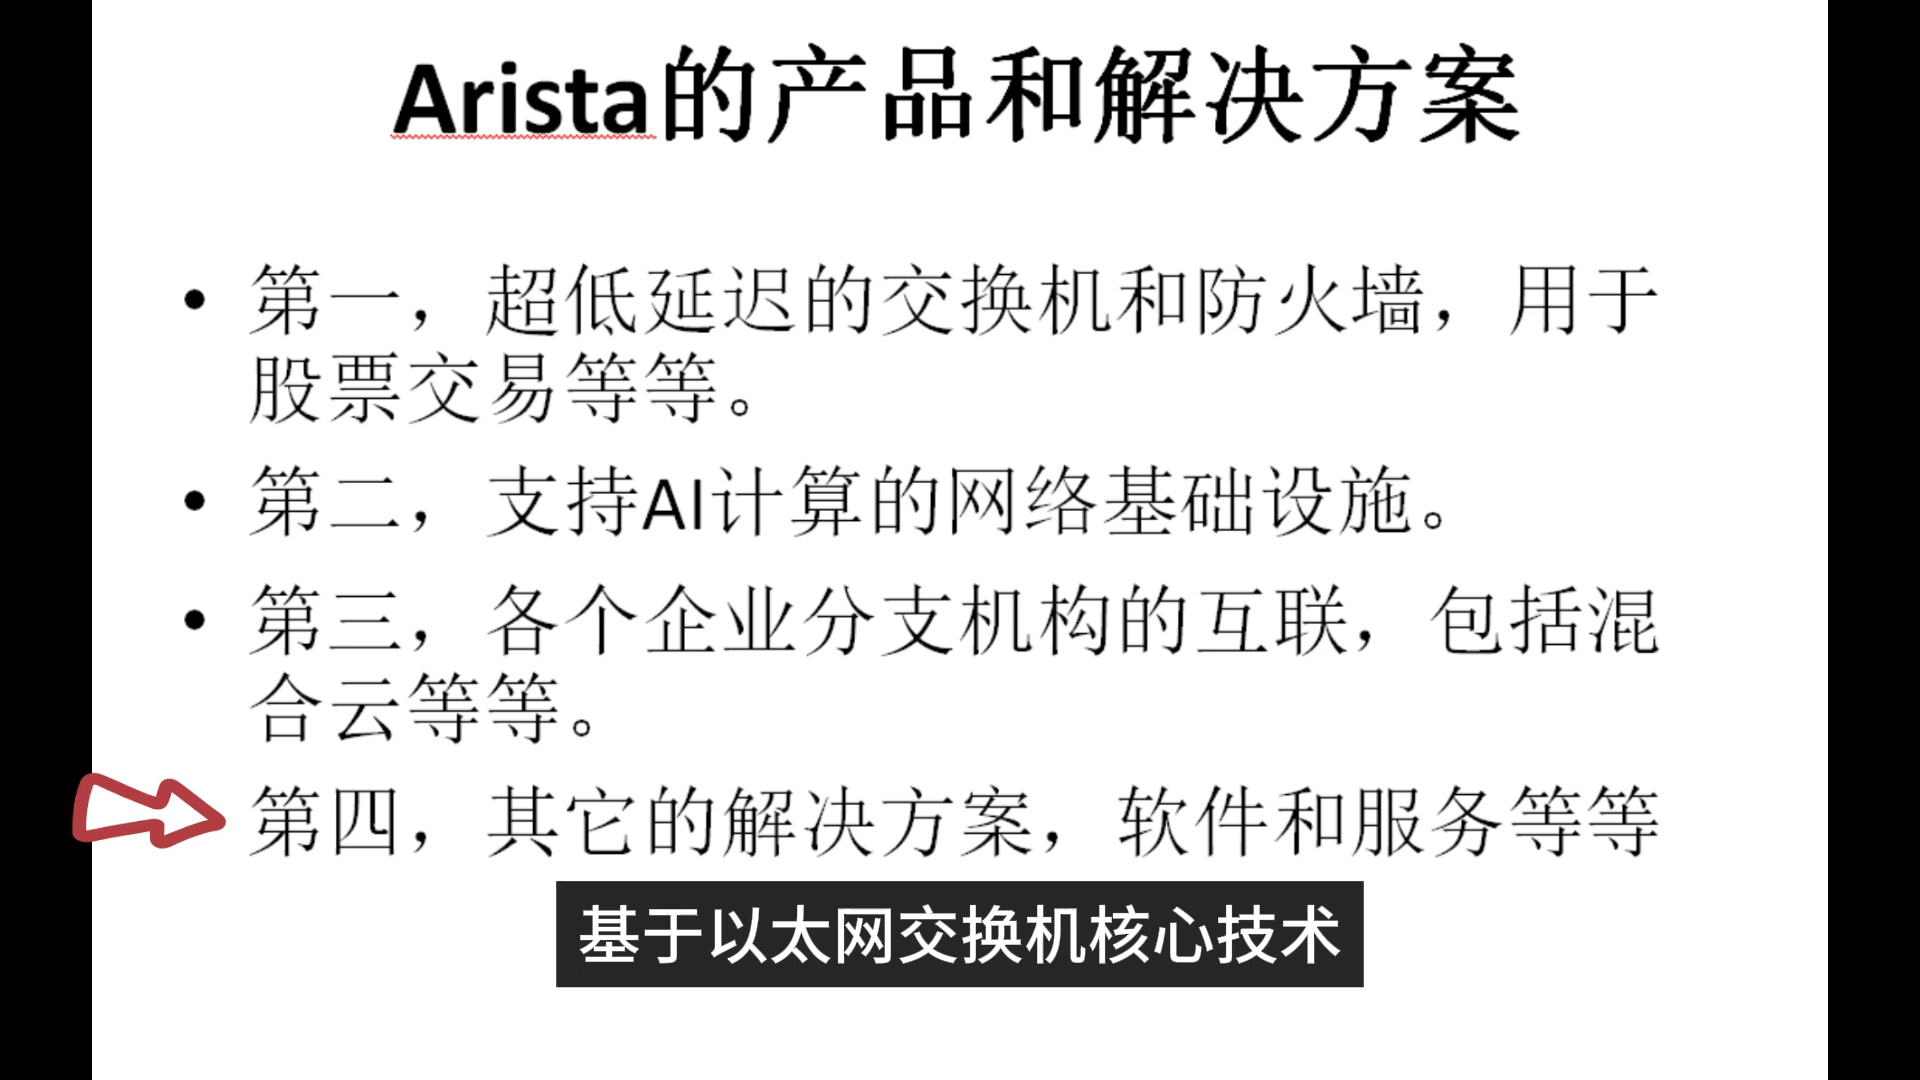 Arista的产品和解决方案
• 第一，超低延迟的交换机和防火墙，用于
股票交易等等。
• 第二，支持AI计算的网络基础设施。
• 第三，各个企业分支机构的互联，包括混
合云等等。
第四，其它的解决方案，软件和服务等等
基于以太网交换机核心技术